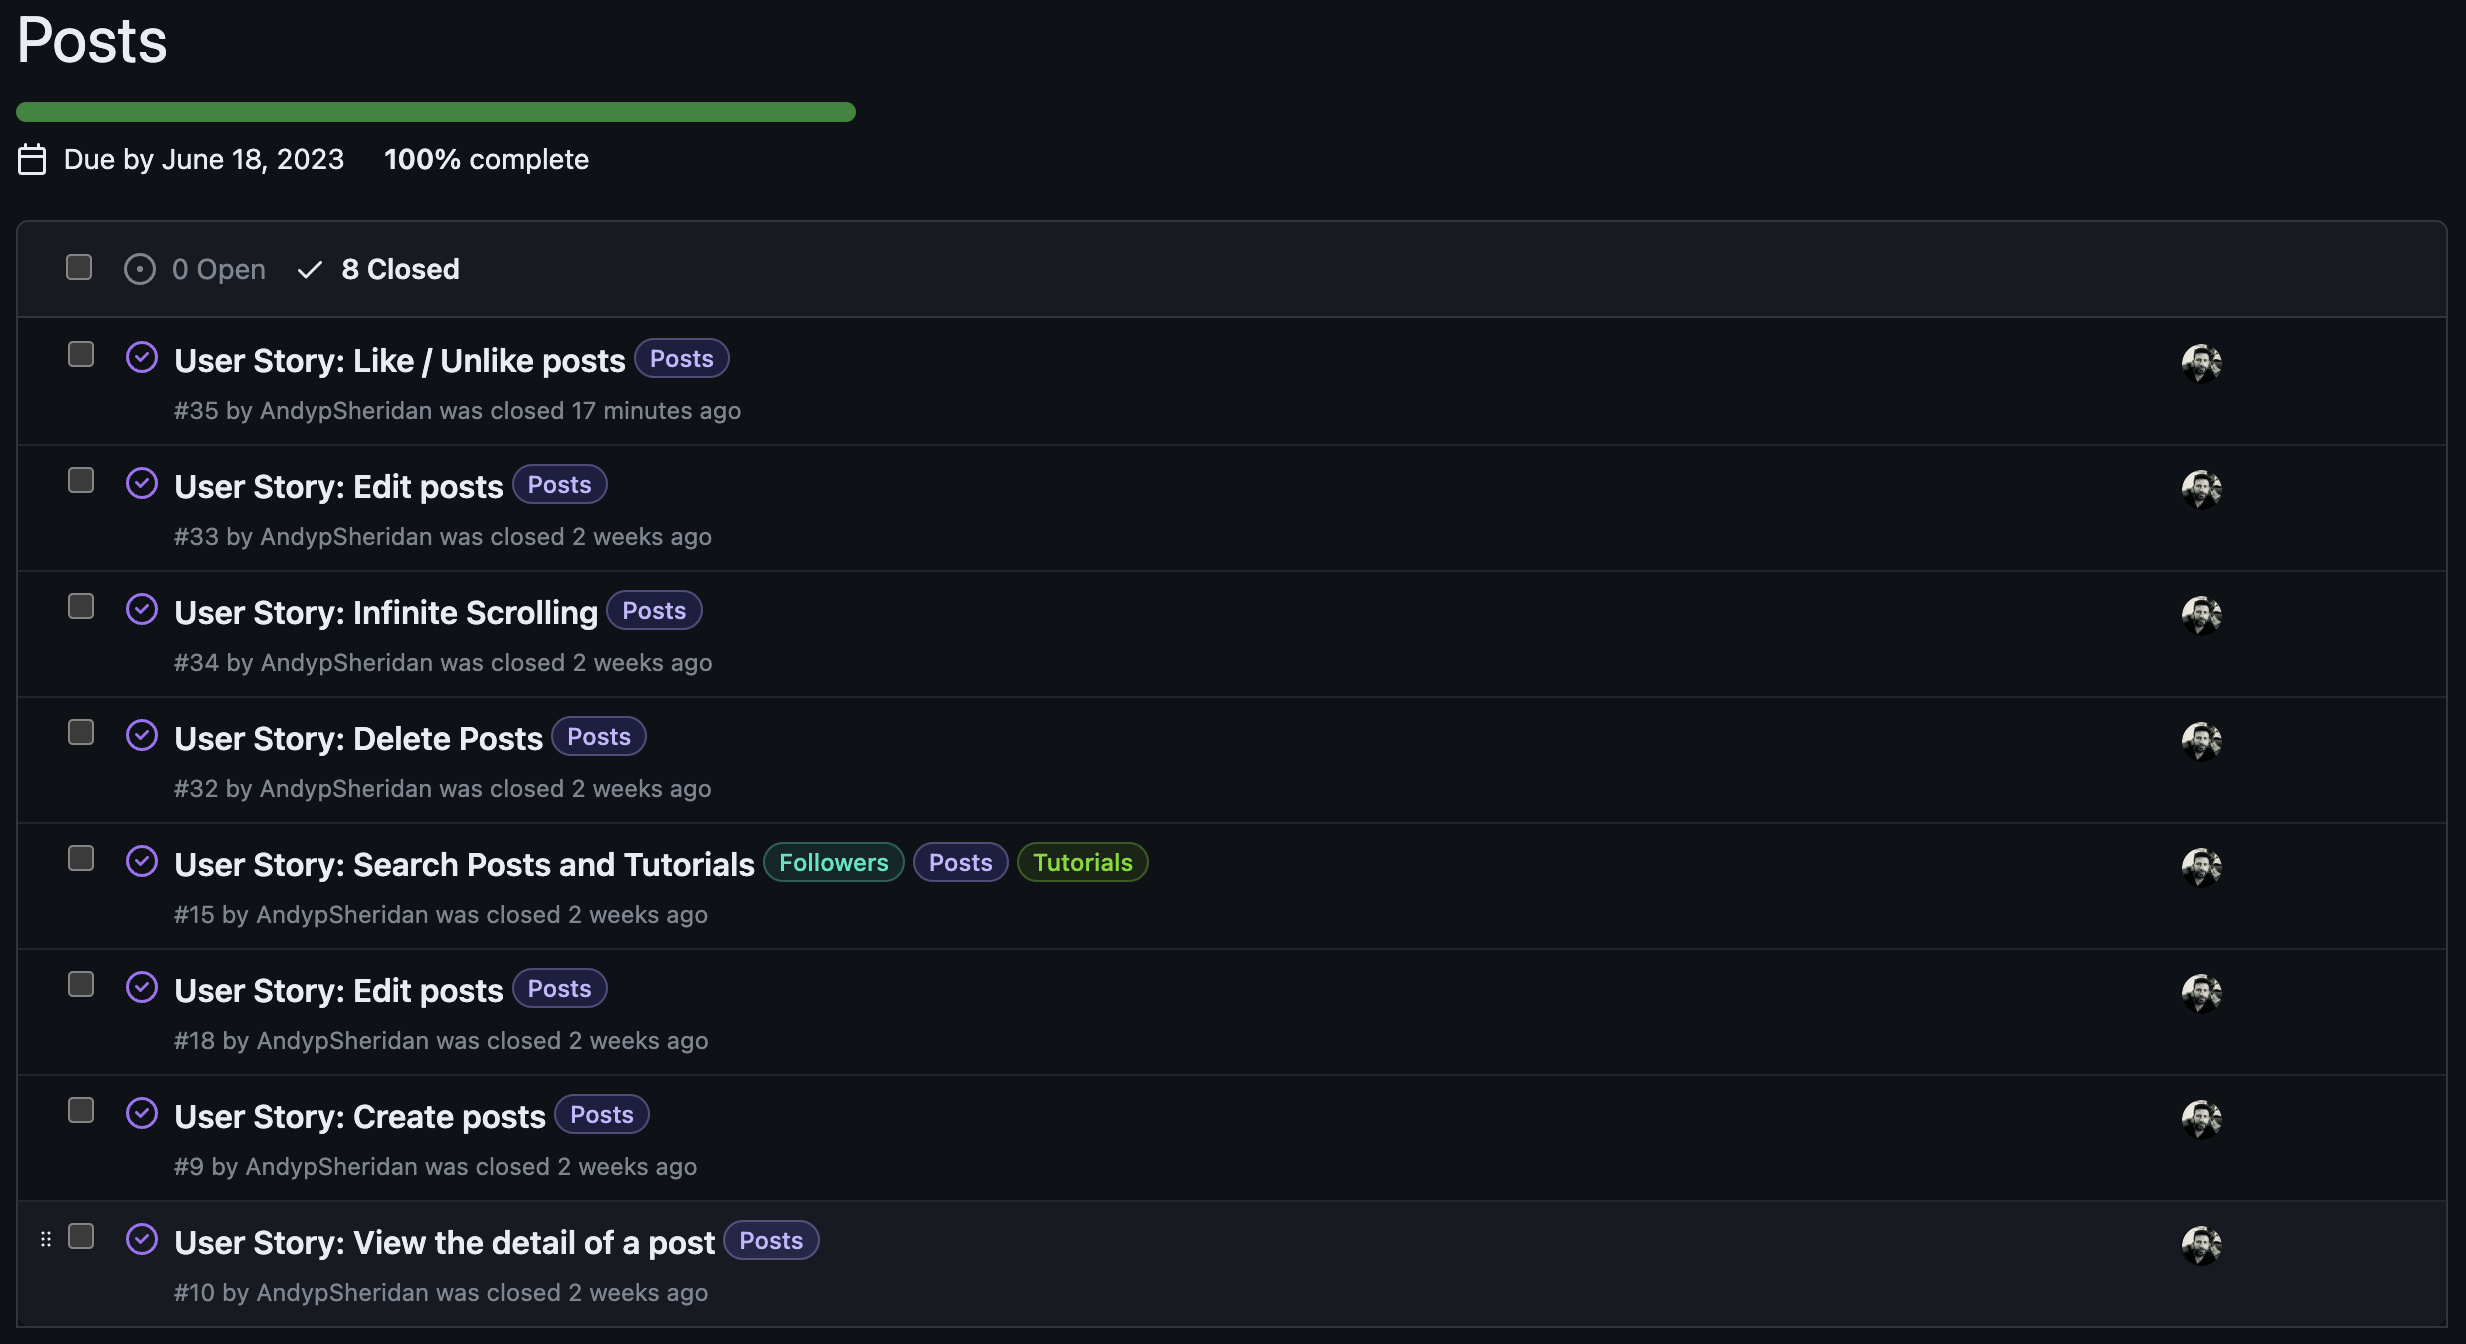 Posts
Due by June 18, 2023 100% complete
0 Open 8 Closed
User Story: Like / Unlike posts Posts
#35 by AndypSheridan was closed 17 minutes ago
User Story: Edit posts Posts
#33 by AndypSheridan was closed 2 weeks ago
User Story: Infinite Scrolling Posts
#34 by AndypSheridan was closed 2 weeks ago
User Story: Delete Posts Posts
#32 by AndypSheridan was closed 2 weeks ago
User Story: Search Posts and Tutorials Followers Posts Tutorials
#15 by AndypSheridan was closed 2 weeks ago
User Story: Edit posts Posts
#18 by AndypSheridan was closed 2 weeks ago
User Story: Create posts Posts
#9 by AndypSheridan was closed 2 weeks ago
User Story: View the detail of a post Posts
#10 by AndypSheridan was closed 2 weeks ago